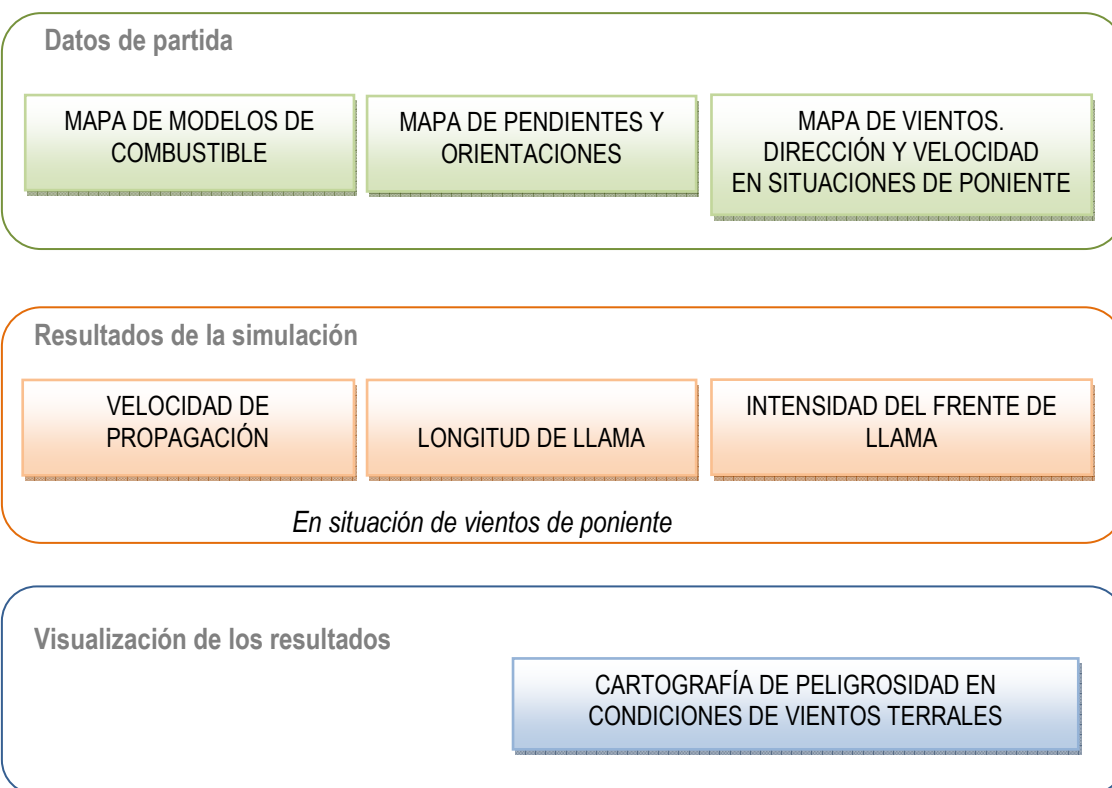 Datos de partida
MAPA DE MODELOS DE
COMBUSTIBLE
MAPA DE PENDIENTES Y
ORIENTACIONES
MAPA DE VIENTOS.
DIRECCIÓN Y VELOCIDAD
EN SITUACIONES DE PONIENTE
Resultados de la simulación
VELOCIDAD DE
PROPAGACIÓN
LONGITUD DE LLAMA
INTENSIDAD DEL FRENTE DE
LLAMA
En situación de vientos de poniente
Visualización de los resultados
CARTOGRAFÍA DE PELIGROSIDAD EN
CONDICIONES DE VIENTOS TERRALES